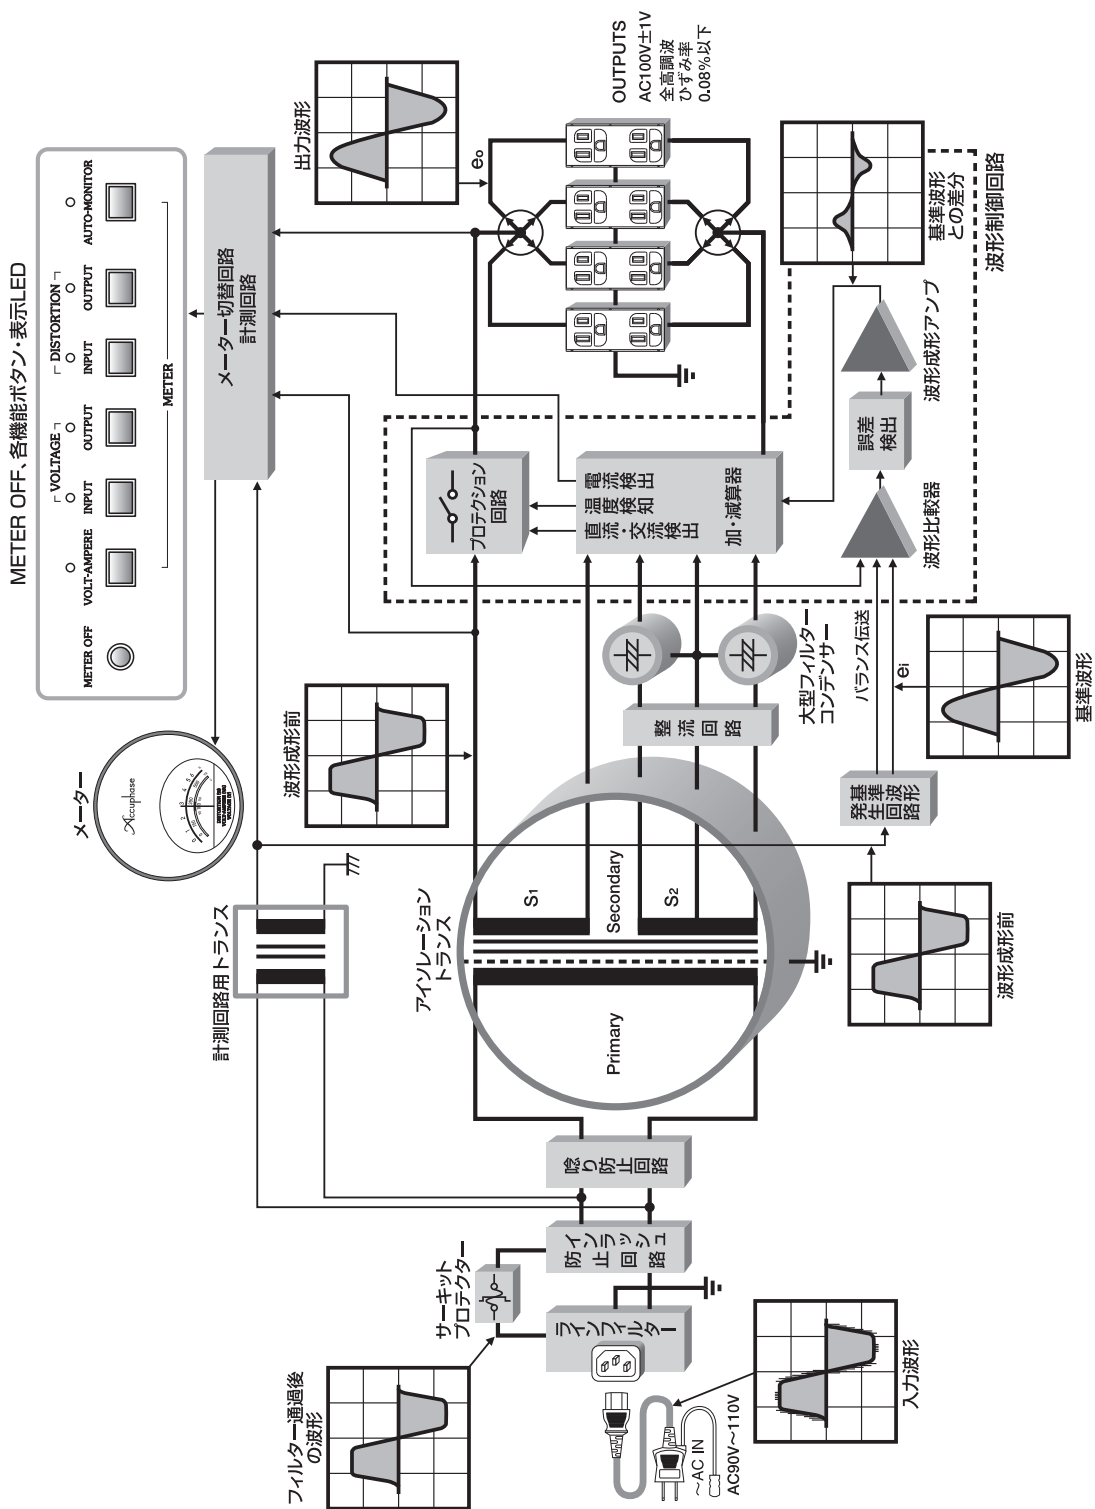 METER OFF、各機能ボタン・表示LED
METER OFF
VOLT-AMPERE
VOLTAGE
INPUT
OUTPUT
DISTORTION
INPUT
OUTPUT
AUTO-MONITOR
METER
メーター
Accuphase
メーター切替回路
計測回路
計測回路用トランス
出力波形
eo
OUTPUTS
AC100V±1V
全高調波
ひずみ率
0.08%以下
波形成形前
アイソレーション
トランス
Primary
Secondary
S1
S2
プロテクション
回路
電流検出
温度検知
直流・交流検出
加・減算器
整流回路
大型フィルター
コンデンサー
フィルター通過後
の波形
サーキット
プロテクター
ラインフィルター
インラッシュ
防止回路
唸り防止回路
~AC IN
AC90V~110V
入力波形
波形成形前
基準波形
発生回路
バランス伝送
ei
基準波形
波形比較器
誤差
検出
波形成形アンプ
基準波形
との差分
波形制御回路